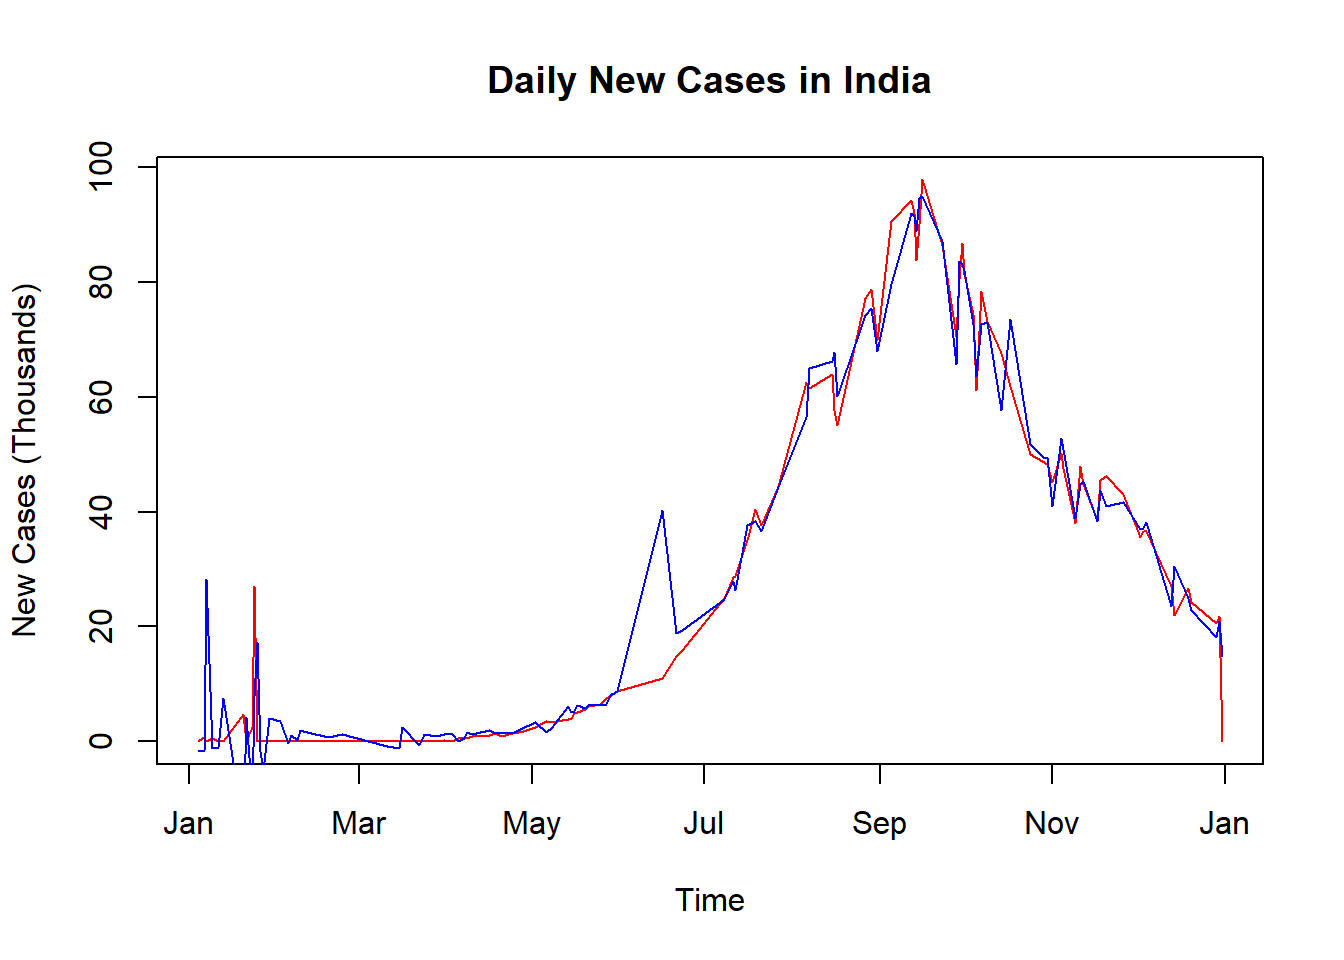 Daily New Cases in India
New Cases (Thousands)
100
80
60
40
20
0
Jan Mar May Jul Sep Nov Jan
Time